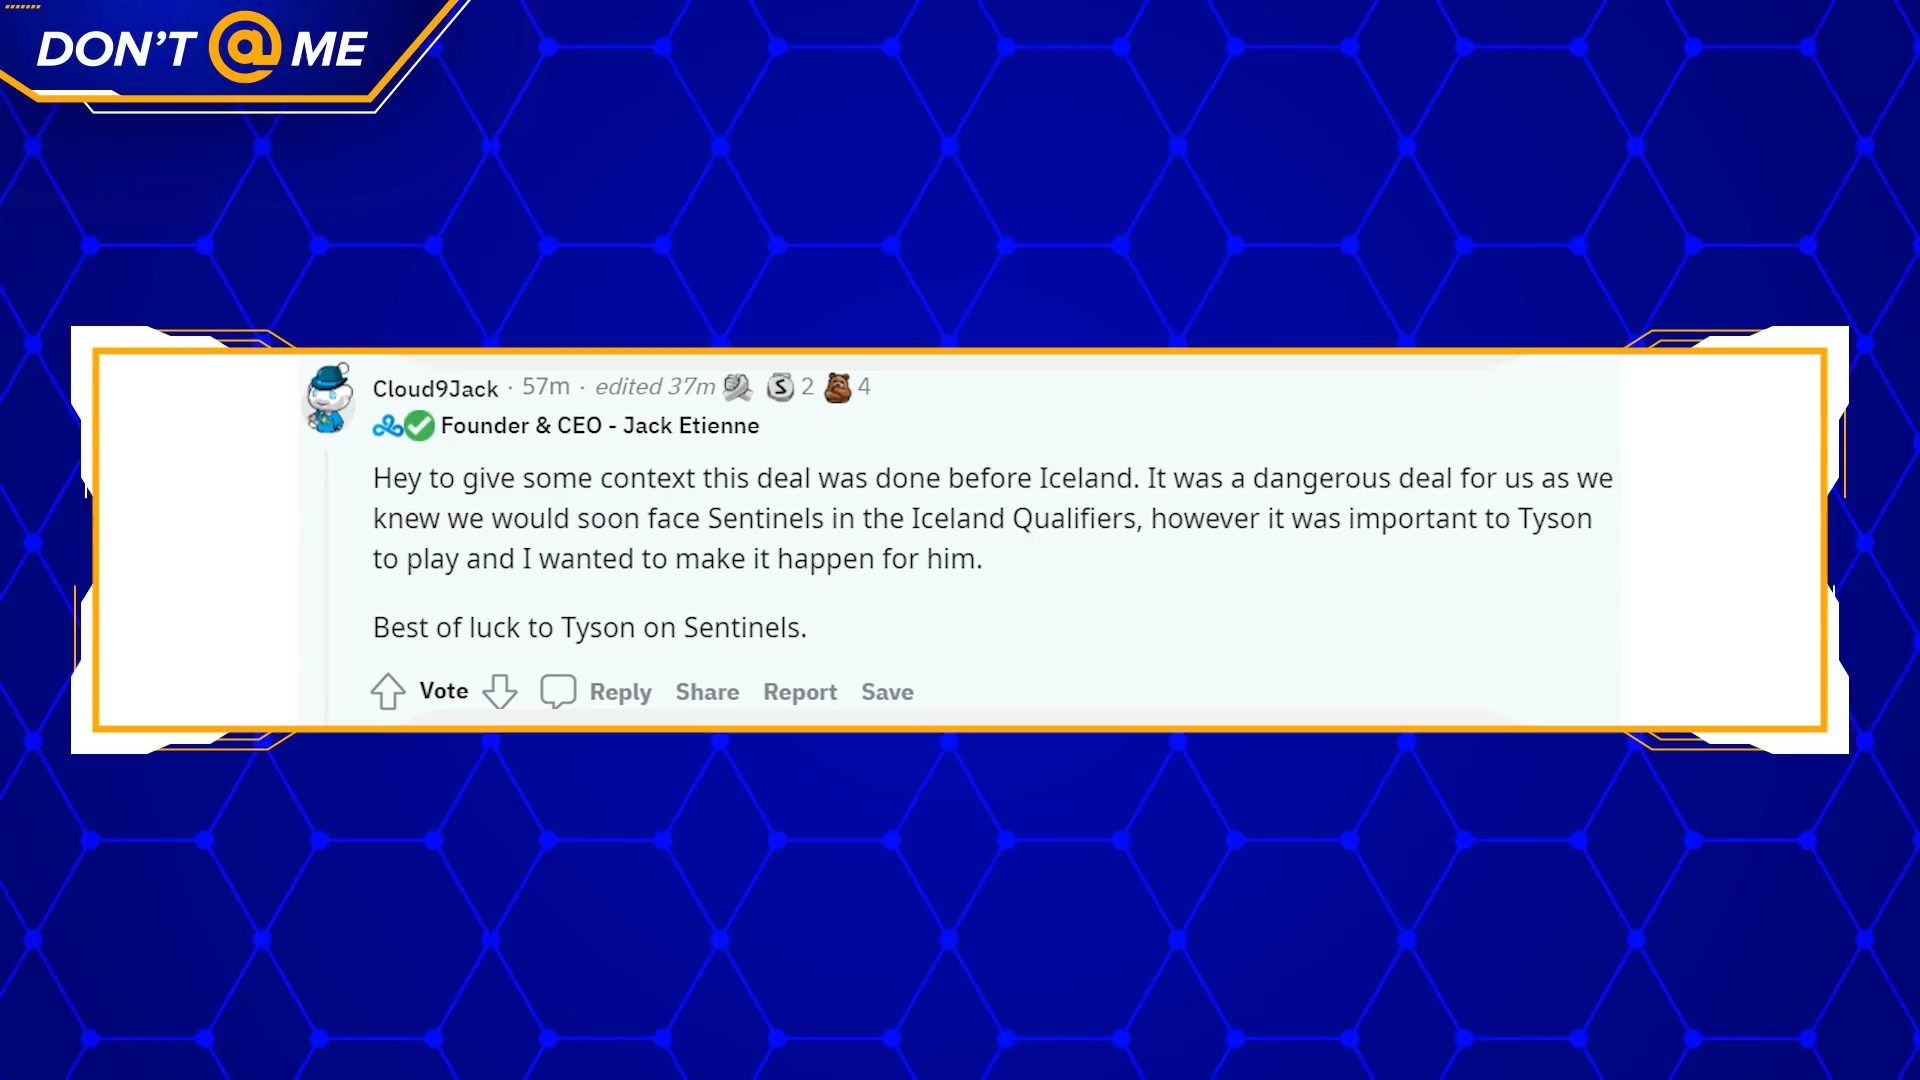 DON'T @ ME
Cloud9Jack · 57m · edited 37m S 2 4
Founder & CEO - Jack Etienne
Hey to give some context this deal was done before Iceland. It was a dangerous deal for us as we
knew we would soon face Sentinels in the Iceland Qualifiers, however it was important to Tyson
to play and I wanted to make it happen for him.
Best of luck to Tyson on Sentinels.
Vote Reply Share Report Save